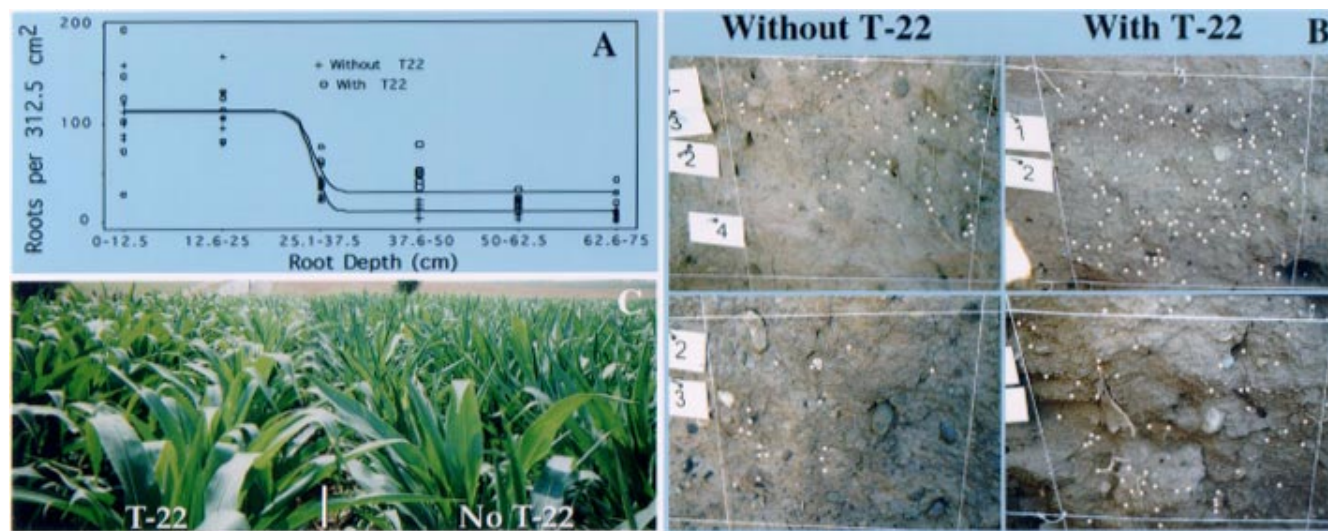 200
A
+ Without T22
o With T22
Roots per 312.5 cm2
100
0
0-12.5 12.6-25 25.1-37.5 37.6-50 50-62.5 62.6-75
Root Depth (cm)
C
T-22 No T-22
Without T-22 With T-22 B
3
2
4
1
2
2
3